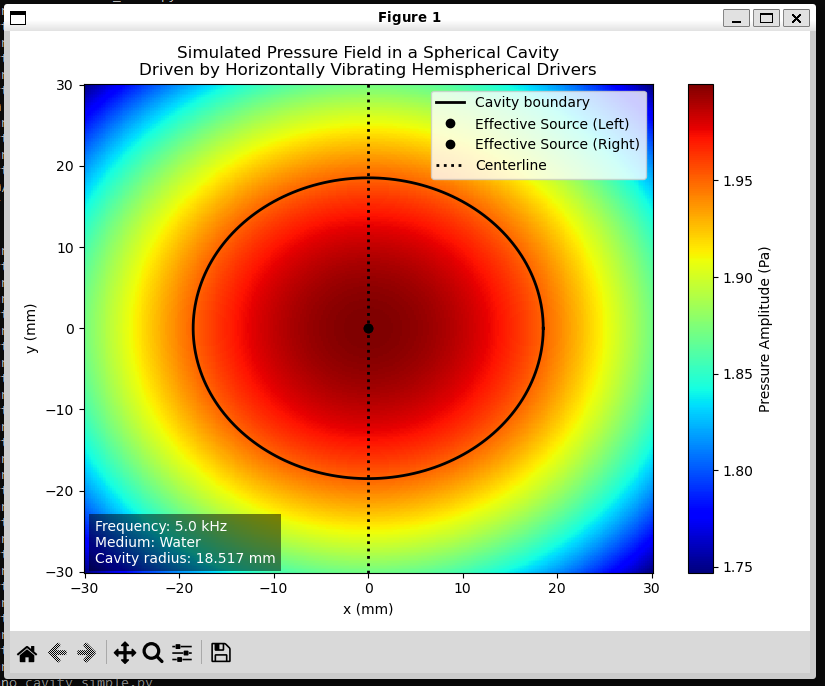 Figure 1
Simulated Pressure Field in a Spherical Cavity
Driven by Horizontally Vibrating Hemispherical Drivers
Cavity boundary
Effective Source (Left)
Effective Source (Right)
Centerline
30
20
10
0
−10
−20
−30
y (mm)
Frequency: 5.0 kHz
Medium: Water
Cavity radius: 18.517 mm
−30
−20
−10
0
10
20
30
x (mm)
1.95
1.90
1.85
1.80
1.75
Pressure Amplitude (Pa)
no cavity simple.py